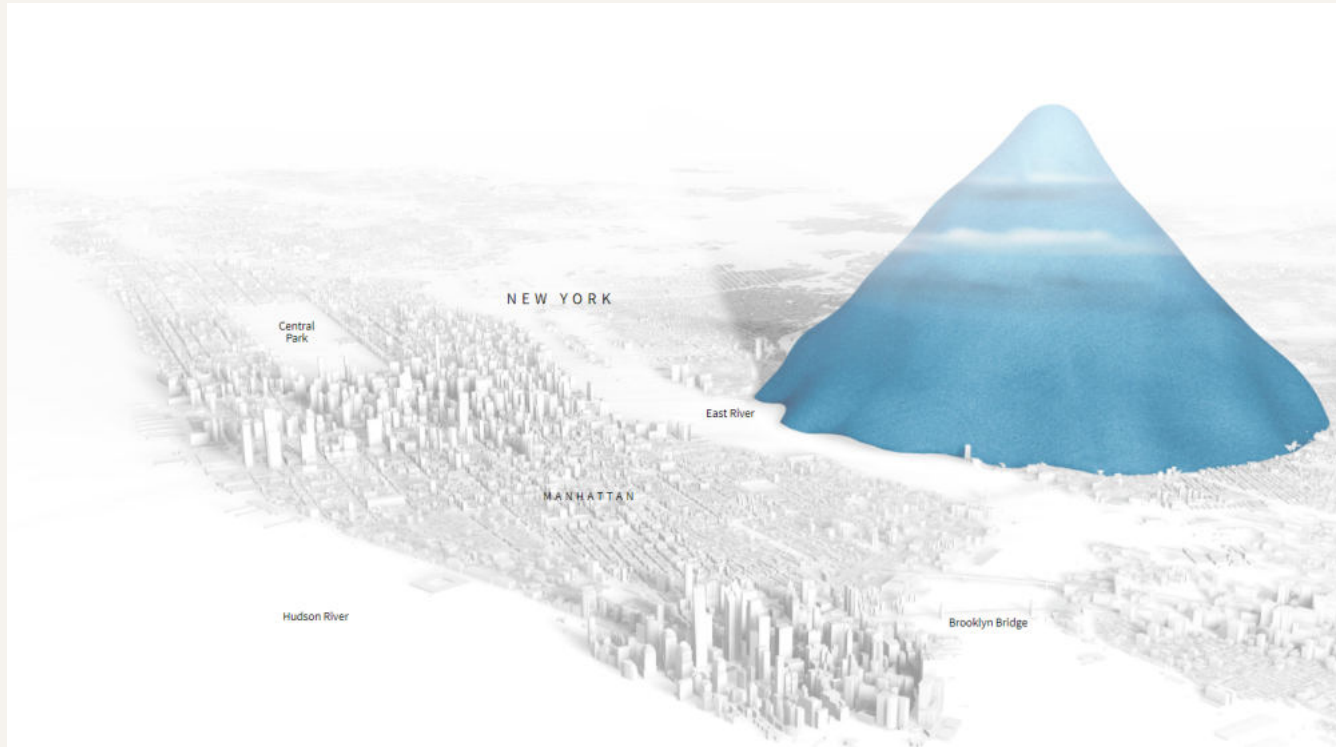 NEW YORK
Central
Park
East River
MANHATTAN
Hudson River
Brooklyn Bridge